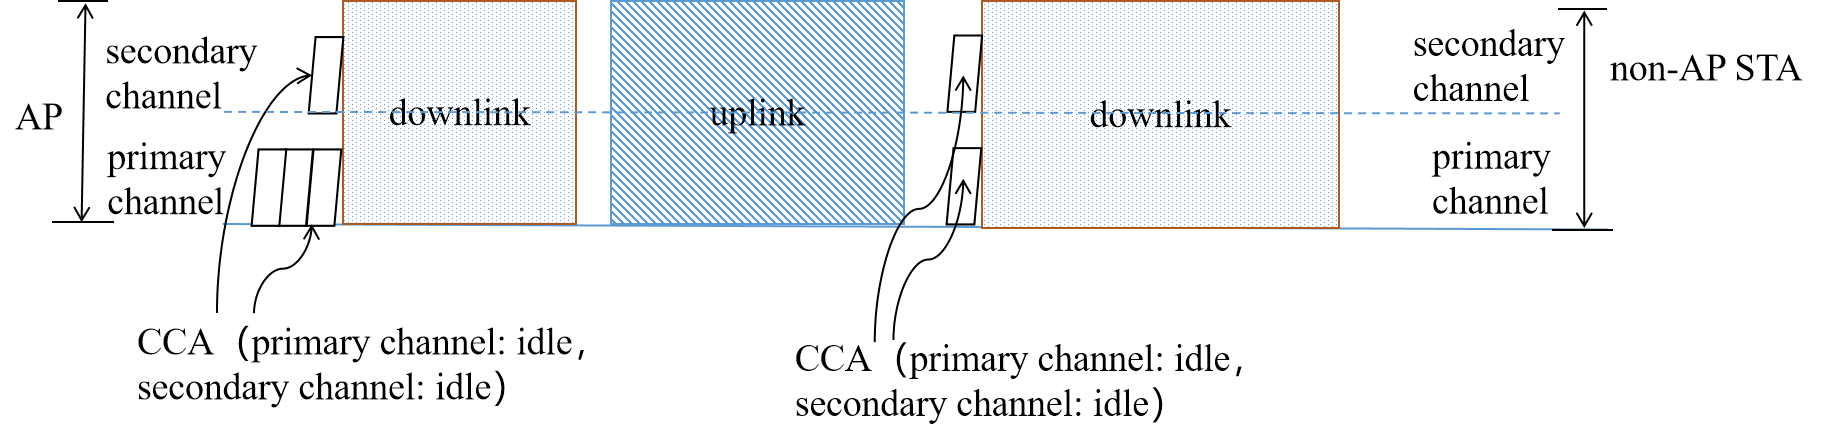 AP
secondary
channel
primary
channel
downlink
uplink
downlink
secondary
channel
primary
channel
non-AP STA
CCA（primary channel: idle，
secondary channel: idle）
CCA（primary channel: idle，
secondary channel: idle）